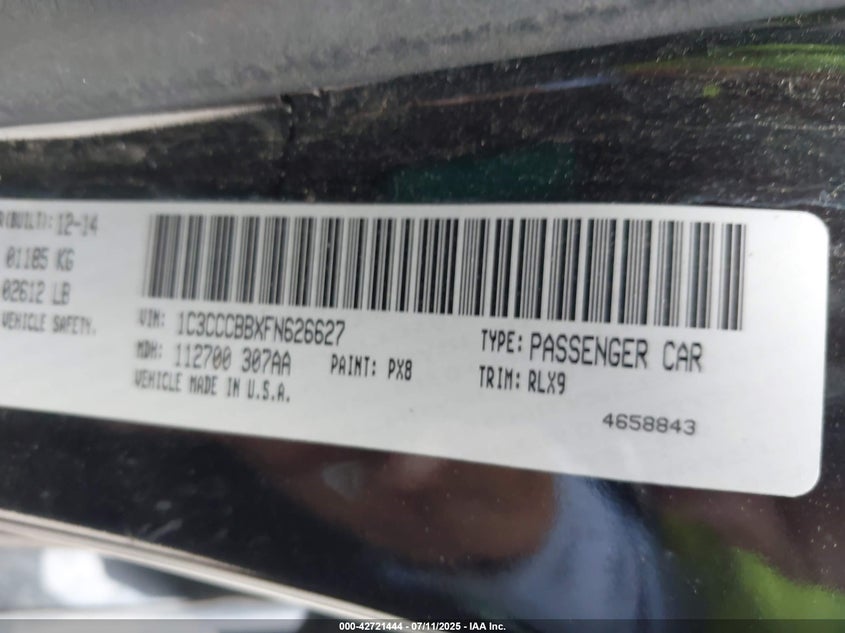 R(BUILT): 12-14
01185 KG
02612 LB
VEHICLE SAFETY.
VIN: 1C3CCCBBXFN626627
MDH: 112700 307AA
PAINT: PX8
VEHICLE MADE IN U.S.A.
TYPE: PASSENGER CAR
TRIM: RLX9
4658843
000-42721444 - 07/11/2025 - IAA Inc.